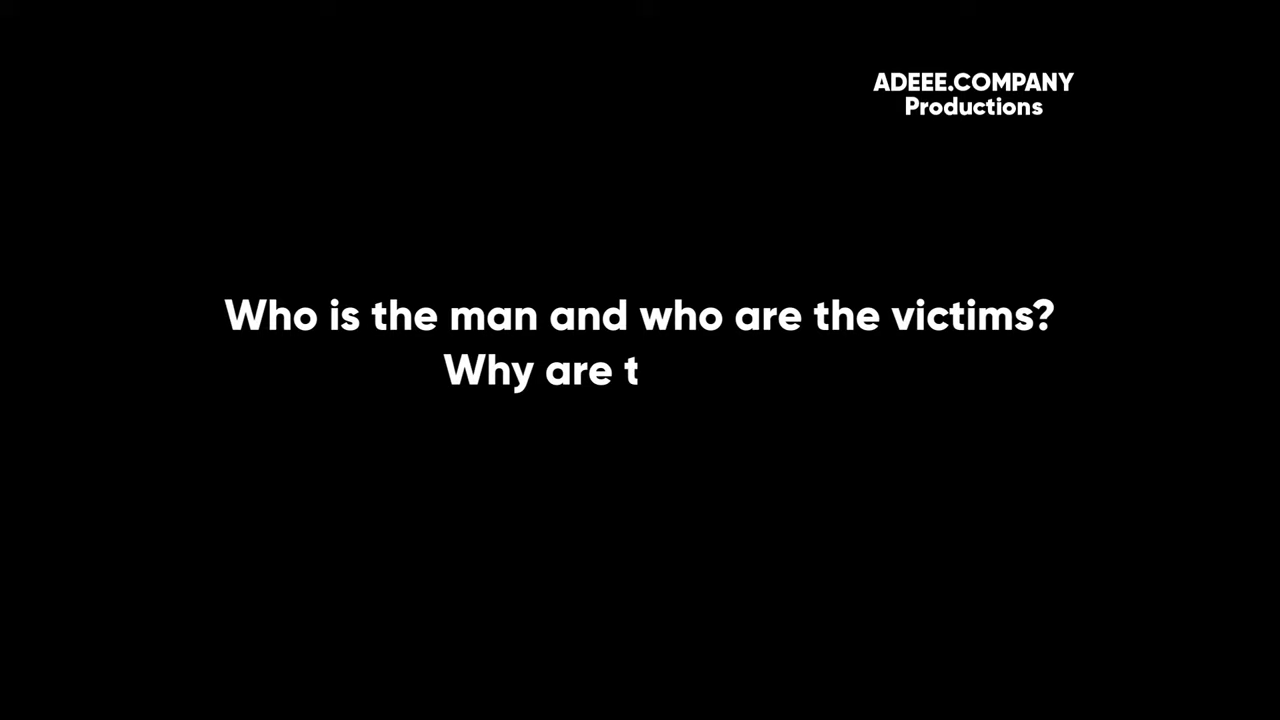 ADEEE.COMPANY
Productions
Who is the man and who are the victims?
Why are t